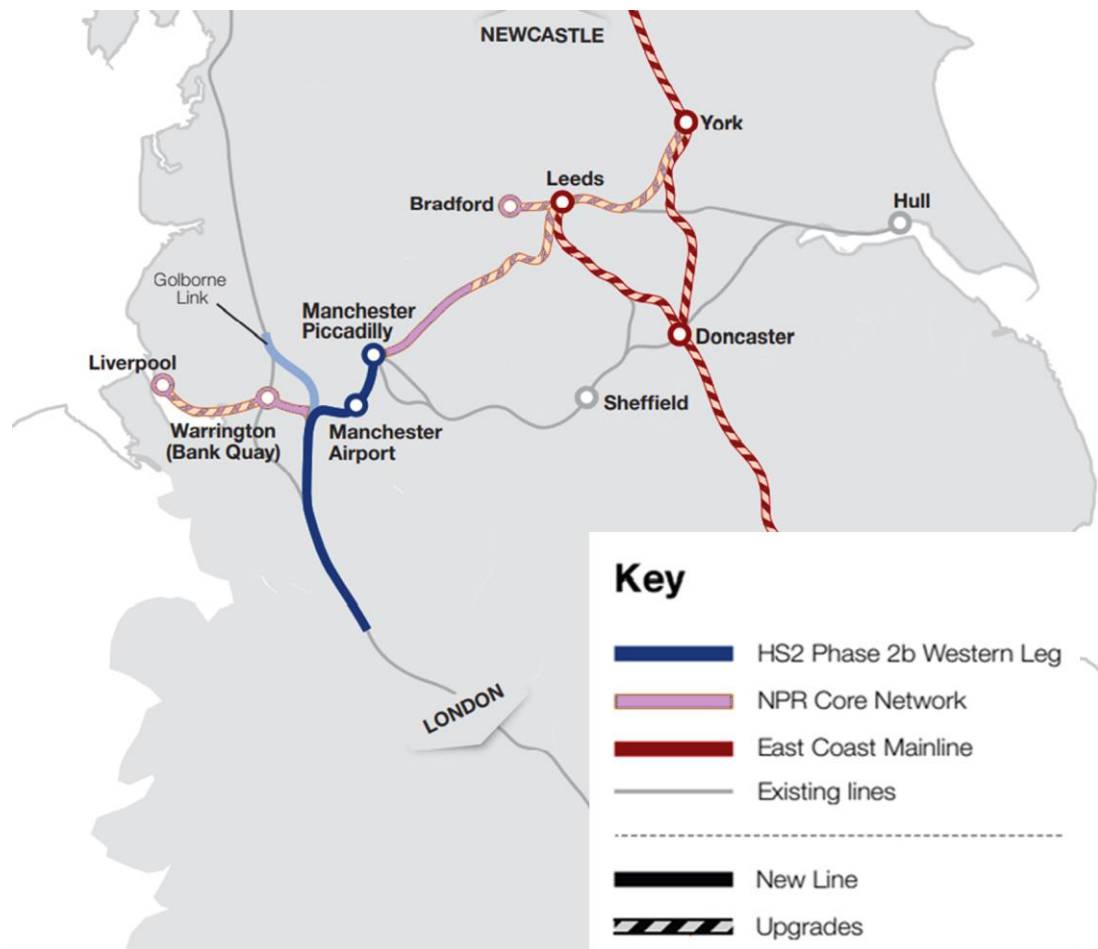 NEWCASTLE
York
Leeds
Bradford
Hull
Golborne
Link
Manchester
Piccadilly
Doncaster
Liverpool
Sheffield
Warrington
(Bank Quay)
Manchester
Airport
LONDON
Key
HS2 Phase 2b Western Leg
NPR Core Network
East Coast Mainline
Existing lines
New Line
Upgrades